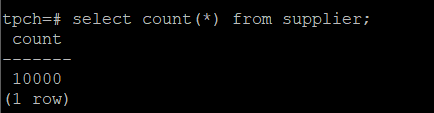 tpch=# select count(*) from supplier;
count
-------
10000
(1 row)